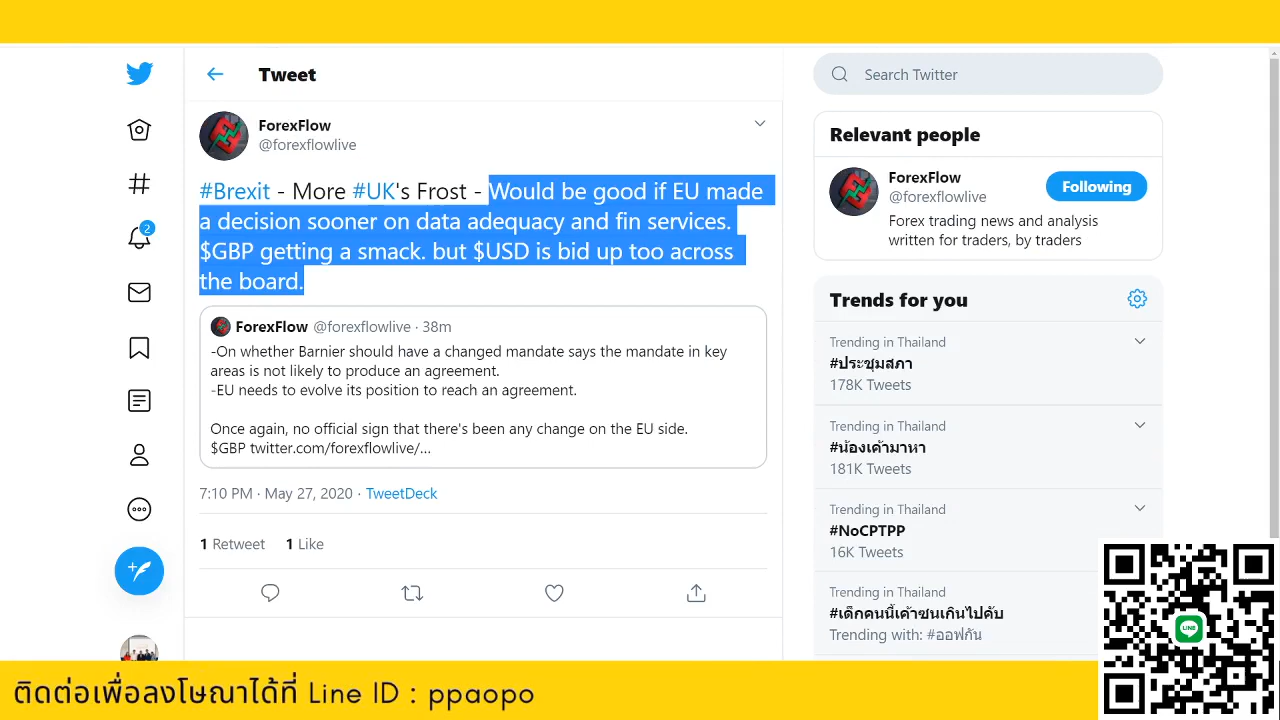 Tweet
Search Twitter
ForexFlow
@forexflowlive
#Brexit - More #UK's Frost - Would be good if EU made
a decision sooner on data adequacy and fin services.
$GBP getting a smack. but $USD is bid up too across
the board.
ForexFlow @forexflowlive · 38m
-On whether Barnier should have a changed mandate says the mandate in key
areas is not likely to produce an agreement.
-EU needs to evolve its position to reach an agreement.
Once again, no official sign that there's been any change on the EU side.
$GBP twitter.com/forexflowlive/...
7:10 PM · May 27, 2020 · TweetDeck
1 Retweet 1 Like
2
Relevant people
ForexFlow
@forexflowlive
Following
Forex trading news and analysis
written for traders, by traders
Trends for you
Trending in Thailand
#ประชุมสภา
178K Tweets
Trending in Thailand
#น้องเค้ามาหา
181K Tweets
Trending in Thailand
#NoCPTPP
16K Tweets
Trending in Thailand
#เด็กคนนี้เค้าซนเกินไปคับ
Trending with: #ออฟกัน
LINE
ติดต่อเพื่อลงโษณาได้ที่ Line ID : ppaopo